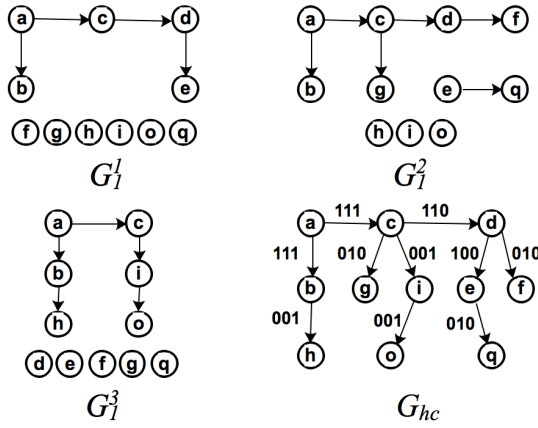 a c d
b e
f g h i o q
G_1^1
a c d f
b g e q
h i o
G_1^2
a c
b i
h o
d e f g q
G_1^3
a 111 c 110 d
111 010 001 100 010
b g i e f
001 001 010
h o q
G_hc